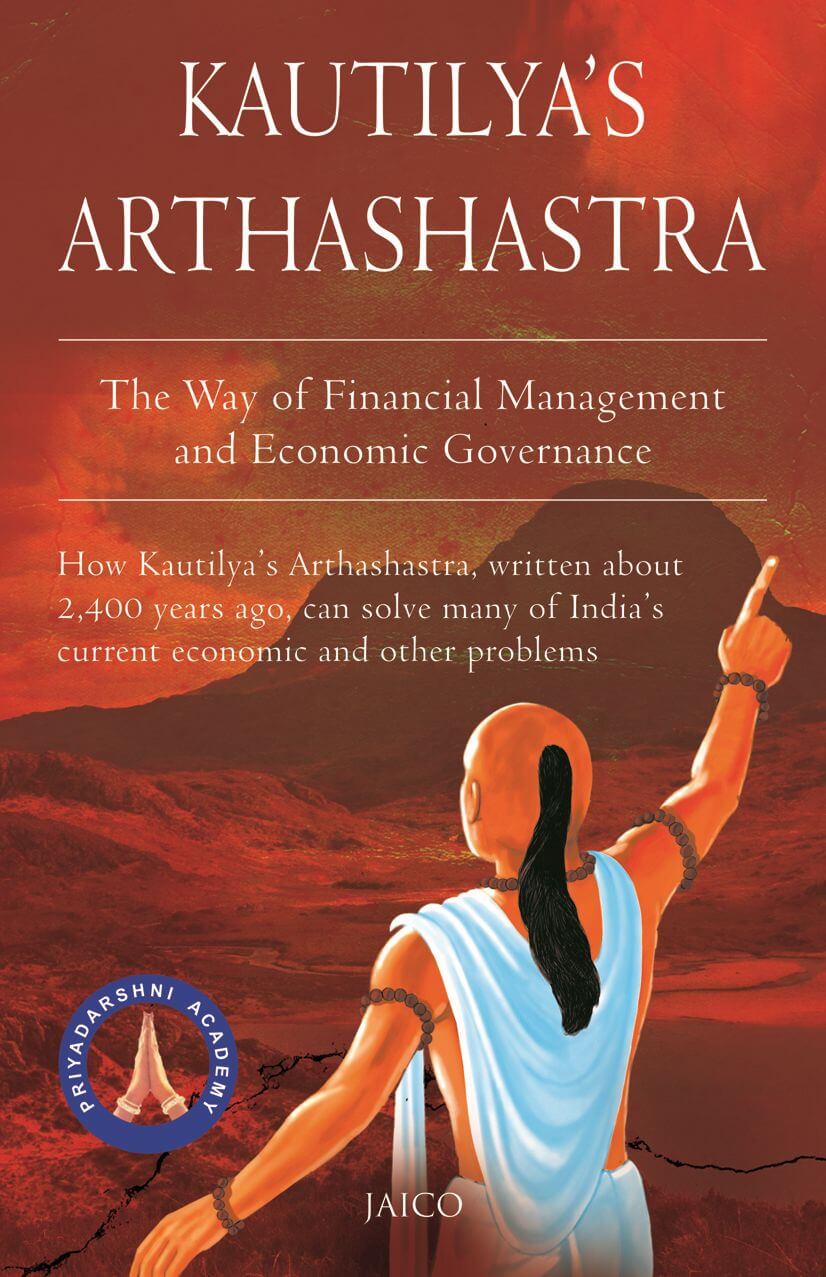 KAUTILYA'S
ARTHASHASTRA
The Way of Financial Management
and Economic Governance
How Kautilya's Arthashastra, written about
2,400 years ago, can solve many of India's
current economic and other problems
PRIYADARSHNI ACADEMY
JAICO